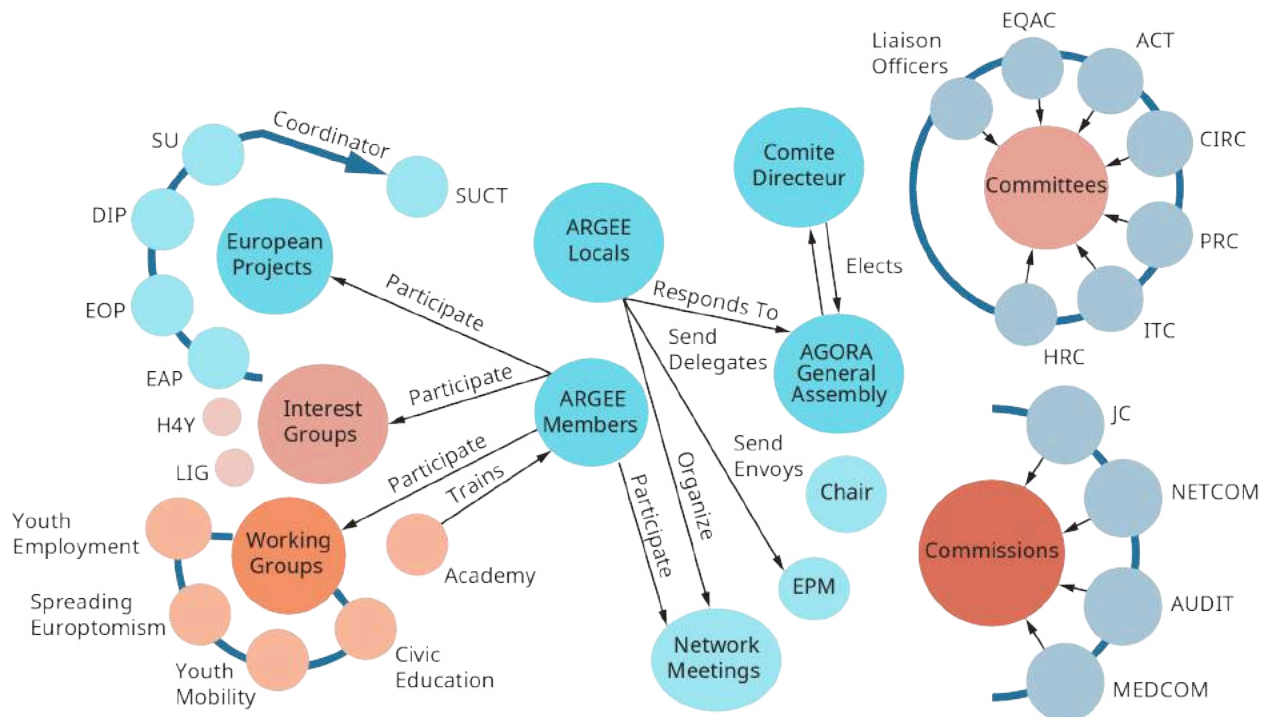 EQAC
Liaison
Officers
ACT
CIRC
Committees
PRC
ITC
HRC
SU
Coordinator
SUCT
DIP
European
Projects
EOP
EAP
Participate
ARGEE
Locals
Comite
Directeur
Elects
Responds To
Send
Delegates
AGORA
General
Assembly
H4Y
Interest
Groups
LIG
Participate
ARGEE
Members
Participate
Trains
Participate
Organize
Send
Envoys
Chair
EPM
Network
Meetings
Youth
Employment
Working
Groups
Academy
Spreading
Europtomism
Youth
Mobility
Civic
Education
JC
NETCOM
Commissions
AUDIT
MEDCOM